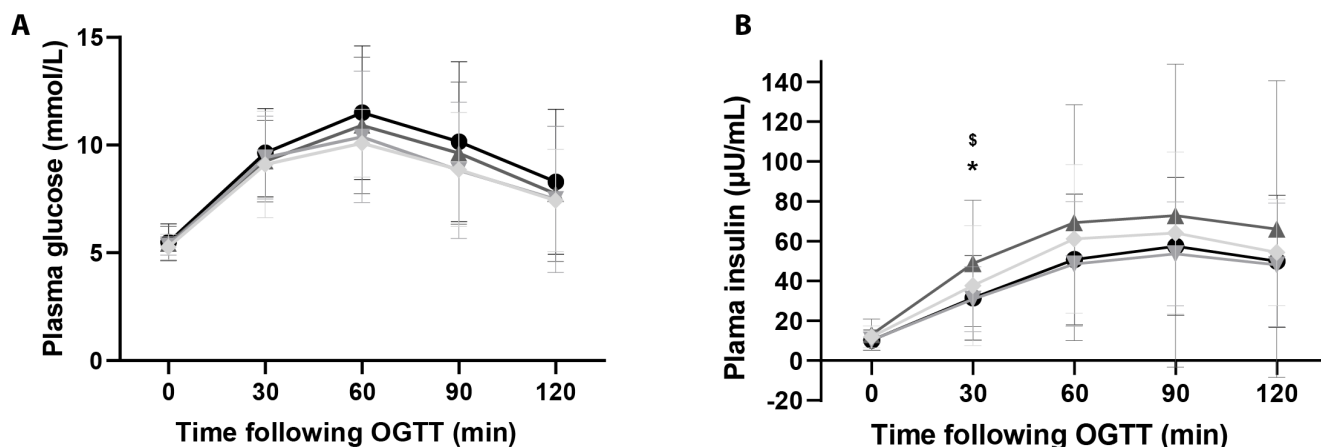 A
Plasma glucose (mmol/L)
15
10
5
0
0 30 60 90 120
Time following OGTT (min)
B
Plama insulin (µU/mL)
140
120
100
80
60
40
20
0
-20
$
*
0 30 60 90 120
Time following OGTT (min)